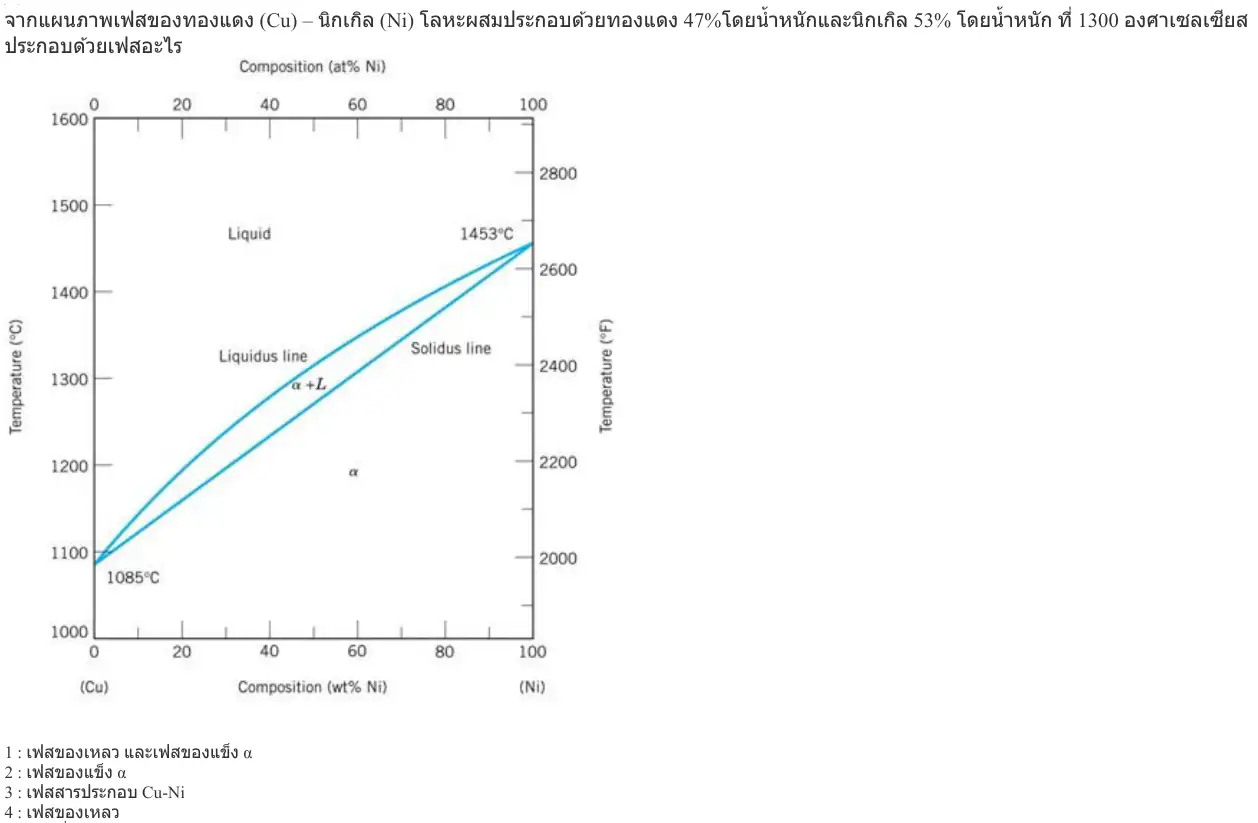 จากแผนภาพเฟสของทองแดง (Cu) – นิกเกิล (Ni) โลหะผสมประกอบด้วยทองแดง 47%โดยน้ำหนักและนิกเกิล 53% โดยน้ำหนัก ที่ 1300 องศาเซลเซียส
ประกอบด้วยเฟสอะไร
Composition (at% Ni)
0 20 40 60 80 100
1600
2800
1500
Liquid
1453°C
2600
1400
Liquidus line
Solidus line
2400
1300
α +L
Temperature (°C)
Temperature (°F)
1200
α
2200
1100
2000
1085°C
1000
0 20 40 60 80 100
(Cu) Composition (wt% Ni) (Ni)
1 : เฟสของเหลว และเฟสของแข็ง α
2 : เฟสของแข็ง α
3 : เฟสสารประกอบ Cu-Ni
4 : เฟสของเหลว